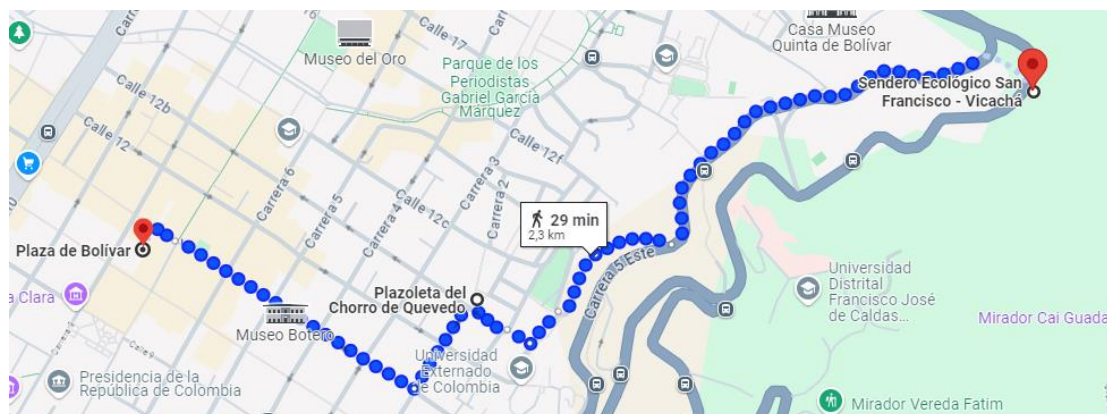 16
Casa Museo
Quinta de Bolívar
Museo del Oro
Carrera 17
Parque de los
Periodistas
Gabriel García
Márquez
Sendero Ecológico San
Francisco - Vicachá
Calle 12b
Calle 12
Calle 12f
Carrera 6
Carrera 5
Carrera 4
Carrera 3
Carrera 2
Calle 12c
29 min
2,3 km
Plaza de Bolívar
Carrera 5 Este
Plazoleta del
Chorro de Quevedo
Universidad
Distrital
Francisco José
de Caldas...
a Clara
Museo Botero
Mirador Cai Guada
Calle 9
Universidad
Externado
de Colombia
Presidencia de la
República de Colombia
Mirador Vereda Fatim